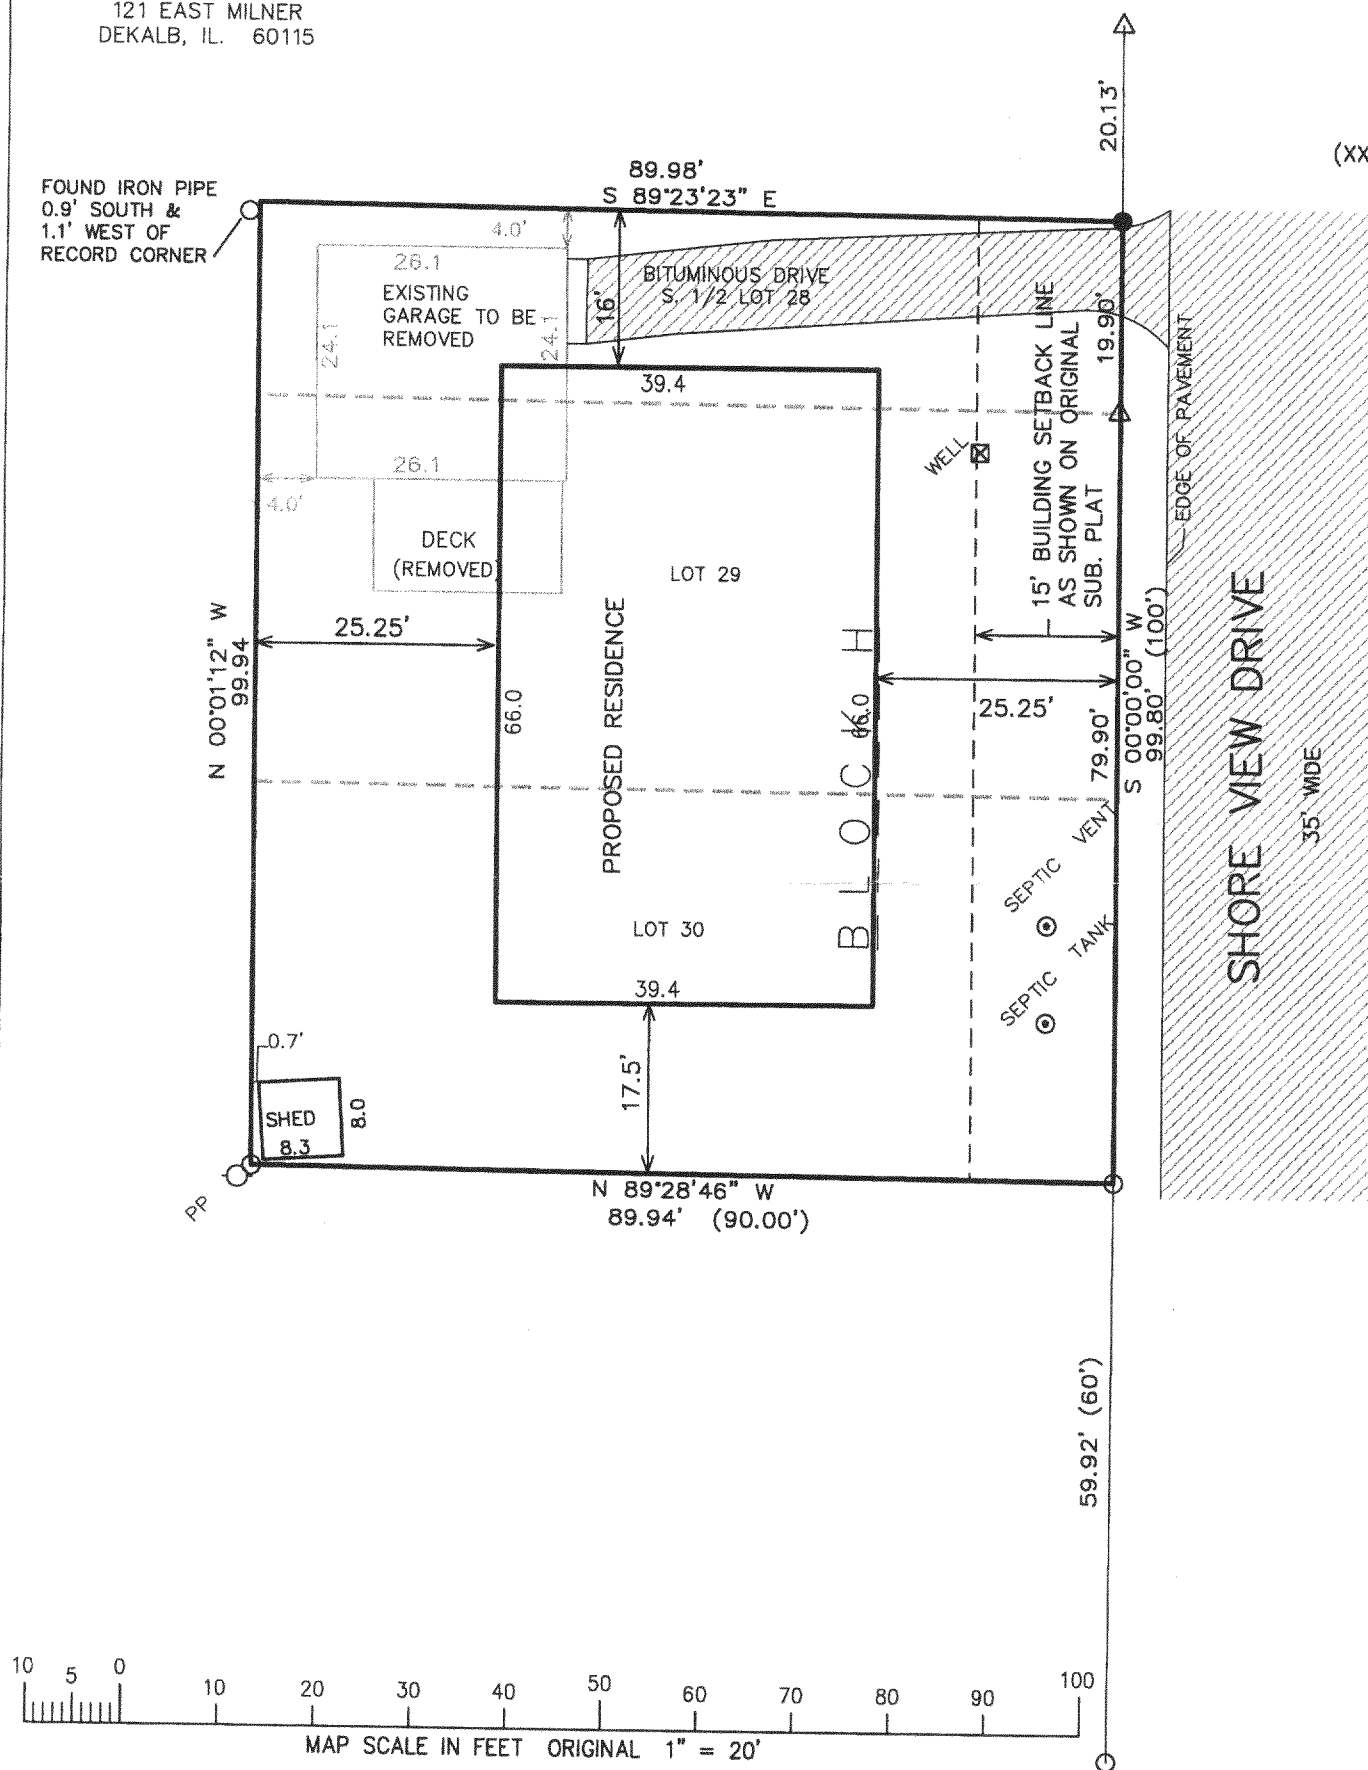 121 EAST MILNER
DEKALB, IL. 60115
20.13'
(XX
89.98'
S 89°23'23" E
FOUND IRON PIPE
0.9' SOUTH &
1.1' WEST OF
RECORD CORNER
4.0'
26.1
EXISTING
GARAGE TO BE
REMOVED
24.1
24.1
16'
BITUMINOUS DRIVE
S. 1/2 LOT 28
19.90'
39.4
15' BUILDING SETBACK LINE
AS SHOWN ON ORIGINAL
SUB. PLAT
EDGE OF PAVEMENT
WELL
26.1
4.0'
DECK
(REMOVED)
LOT 29
25.25'
N 00°01'12" W
99.94
66.0
PROPOSED RESIDENCE
66.0
BLOCK H
25.25'
79.90'
S 00°00'00" W
99.80' (100')
SHORE VIEW DRIVE
35' WIDE
SEPTIC VENT
LOT 30
SEPTIC TANK
39.4
17.5'
0.7'
SHED
8.3
8.0
PP
N 89°28'46" W
89.94' (90.00')
59.92' (60')
10 5 0 10 20 30 40 50 60 70 80 90 100
MAP SCALE IN FEET ORIGINAL 1" = 20'